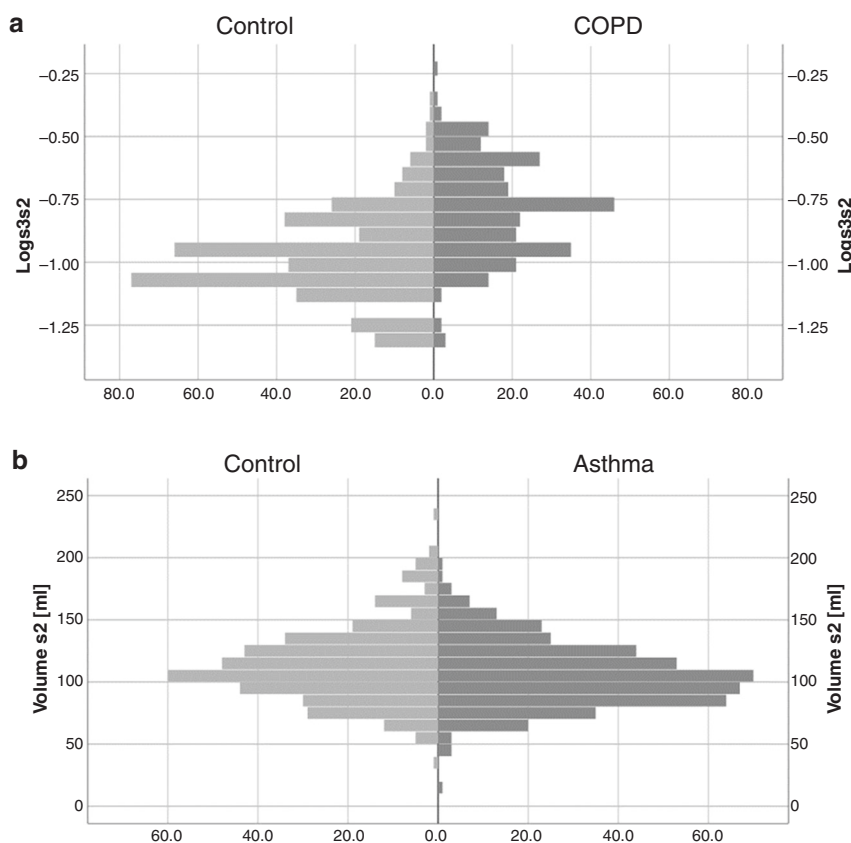 a
Control COPD
–0.25 –0.25
–0.50 –0.50
–0.75 –0.75
–1.00 –1.00
–1.25 –1.25
Logs3s2 Logs3s2
80.0 60.0 40.0 20.0 0.0 20.0 40.0 60.0 80.0
b
Control Asthma
250 250
200 200
150 150
100 100
50 50
0 0
Volume s2 [ml] Volume s2 [ml]
60.0 40.0 20.0 0.0 20.0 40.0 60.0